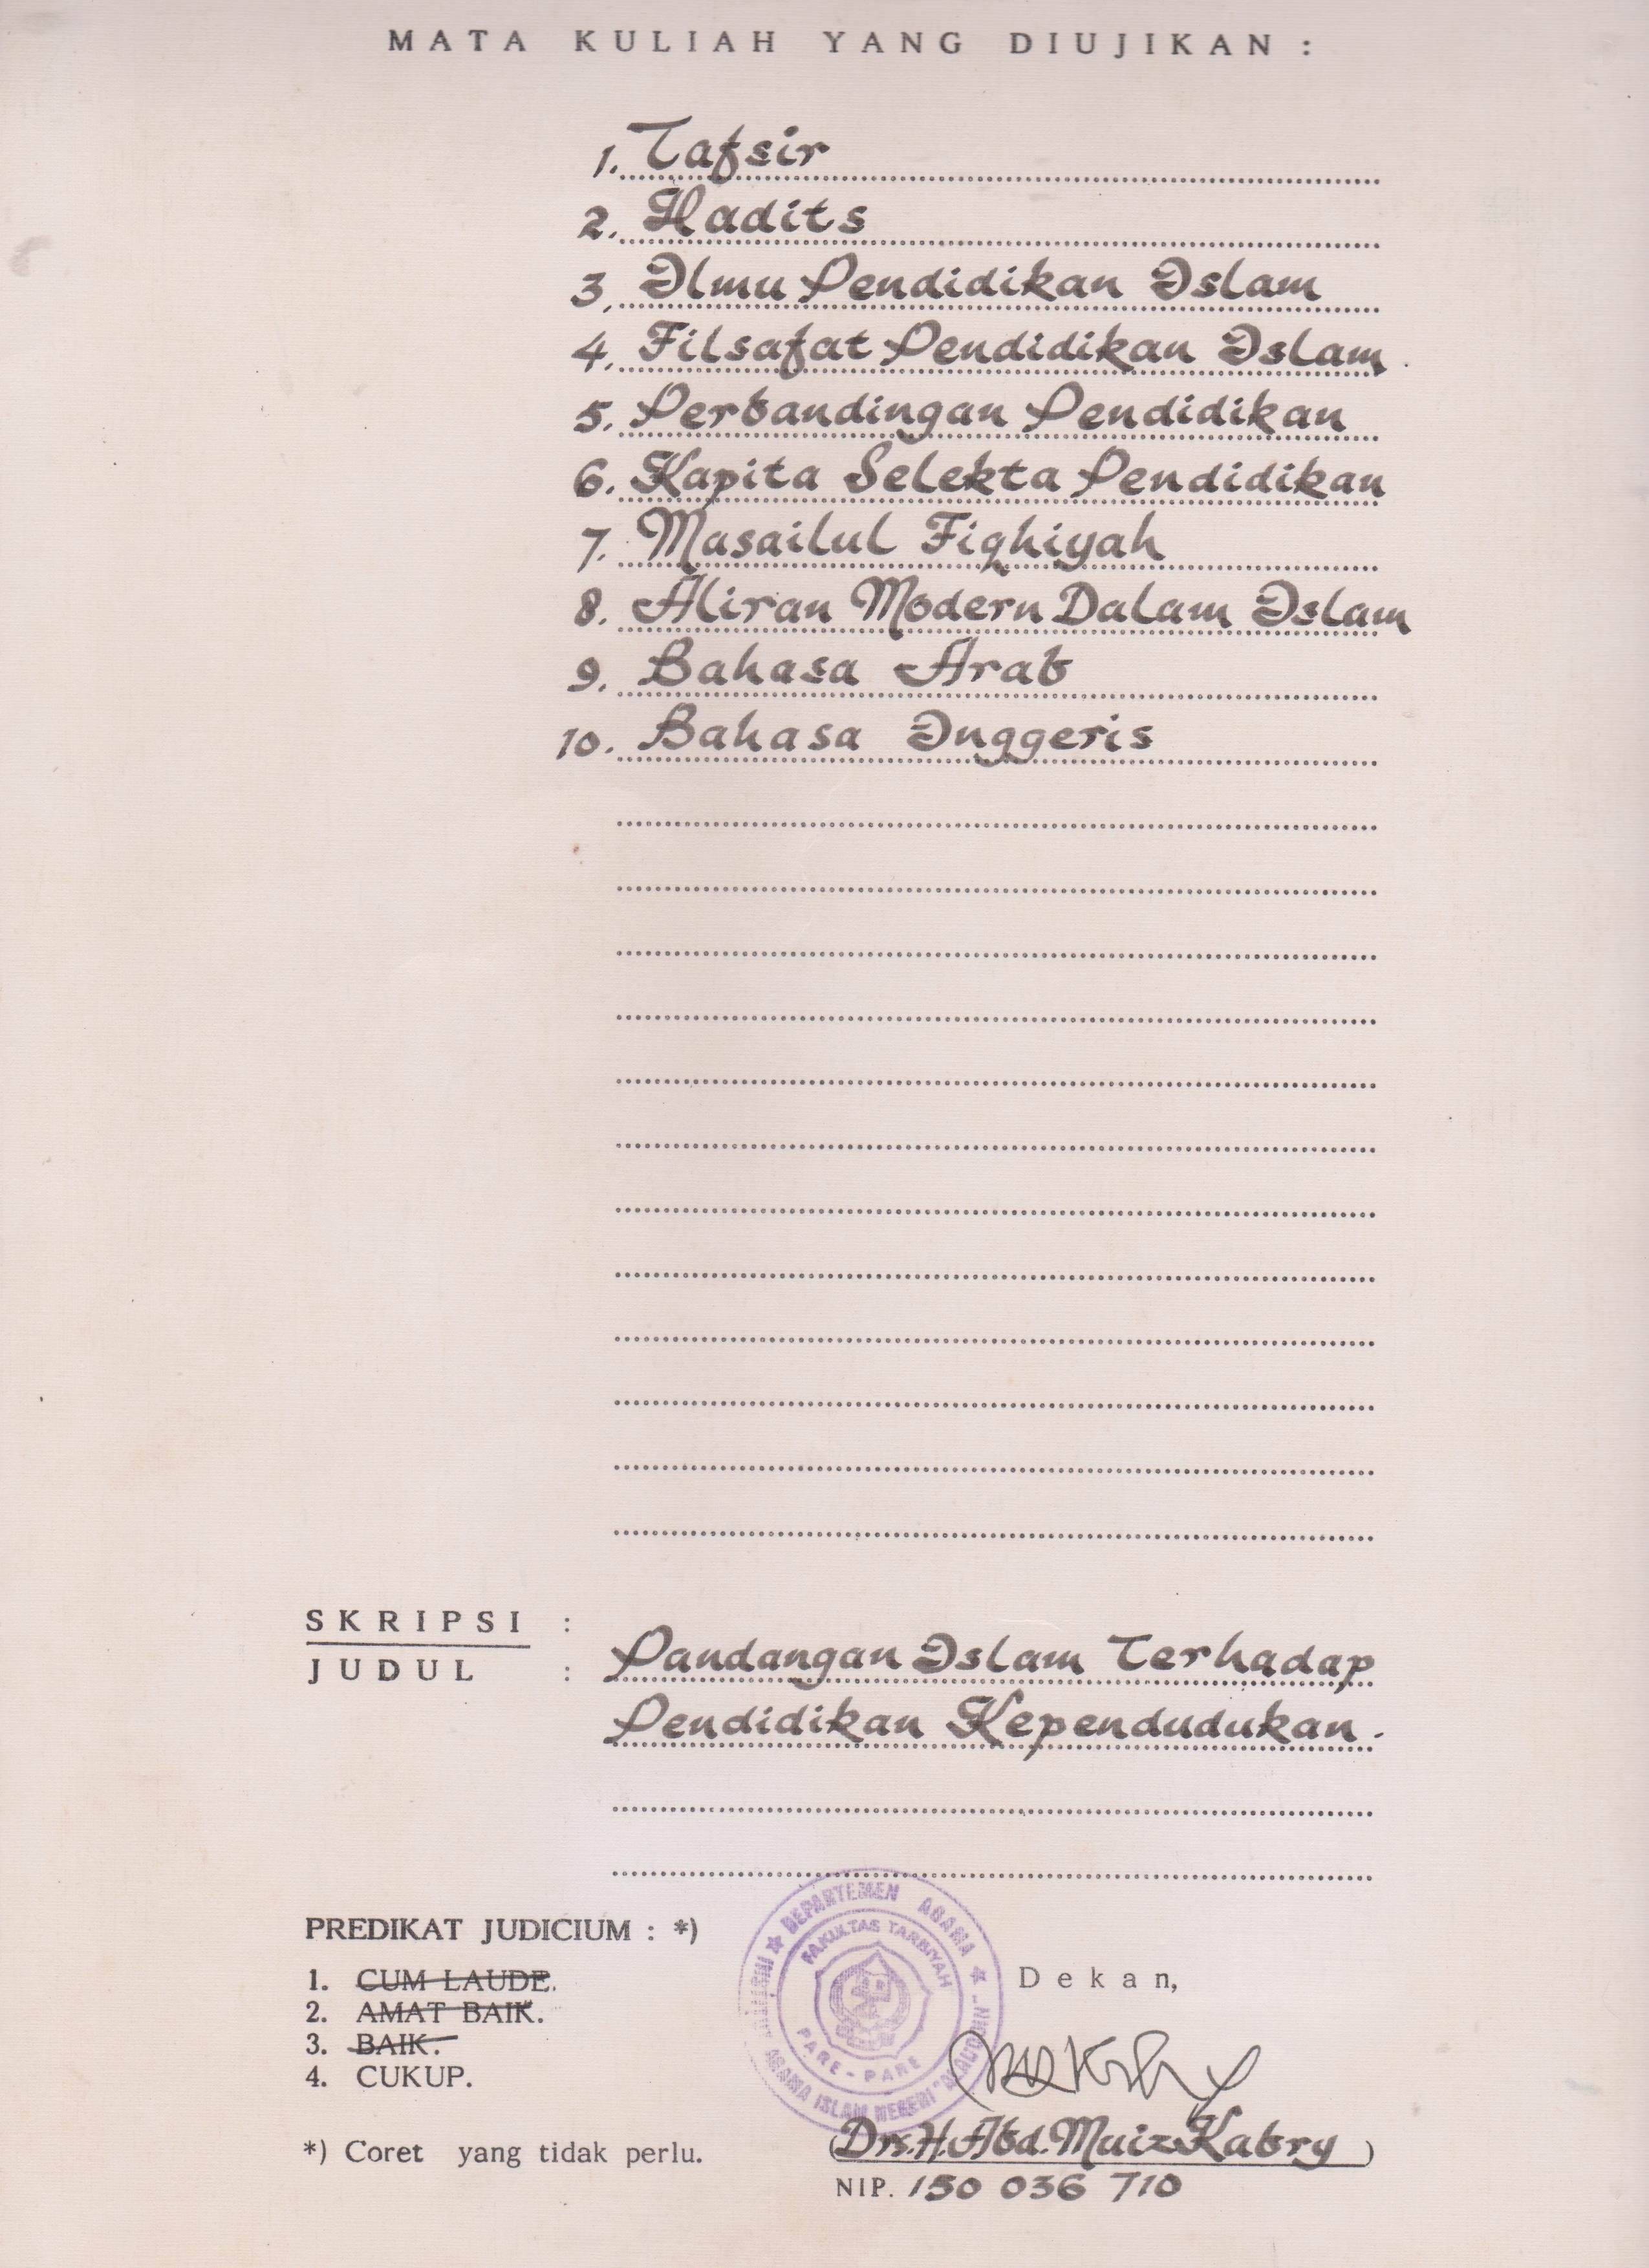 MATA KULIAH YANG DIUJIKAN :
1. Tafsir
2. Hadits
3. Ilmu Pendidikan Islam
4. Filsafat Pendidikan Islam.
5. Perbandingan Pendidikan
6. Kapita Selekta Pendidikan
7. Masailul Fiqhiyah
8. Aliran Modern Dalam Islam
9. Bahasa Arab
10. Bahasa Inggeris
SKRIPSI :
JUDUL : Pandangan Islam Terhadap
Pendidikan Kependudukan.
PREDIKAT JUDICIUM : *)
1. CUM LAUDE.
2. AMAT BAIK.
3. BAIK.
4. CUKUP.
*) Coret yang tidak perlu.
DEPARTEMEN AGAMA
AGAMA ISLAM NEGERI
FAKULTAS TARBIYAH
PARE - PARE
Dekan,
(Drs.H.Abd.Muiz Kabry)
NIP. 150 036 710